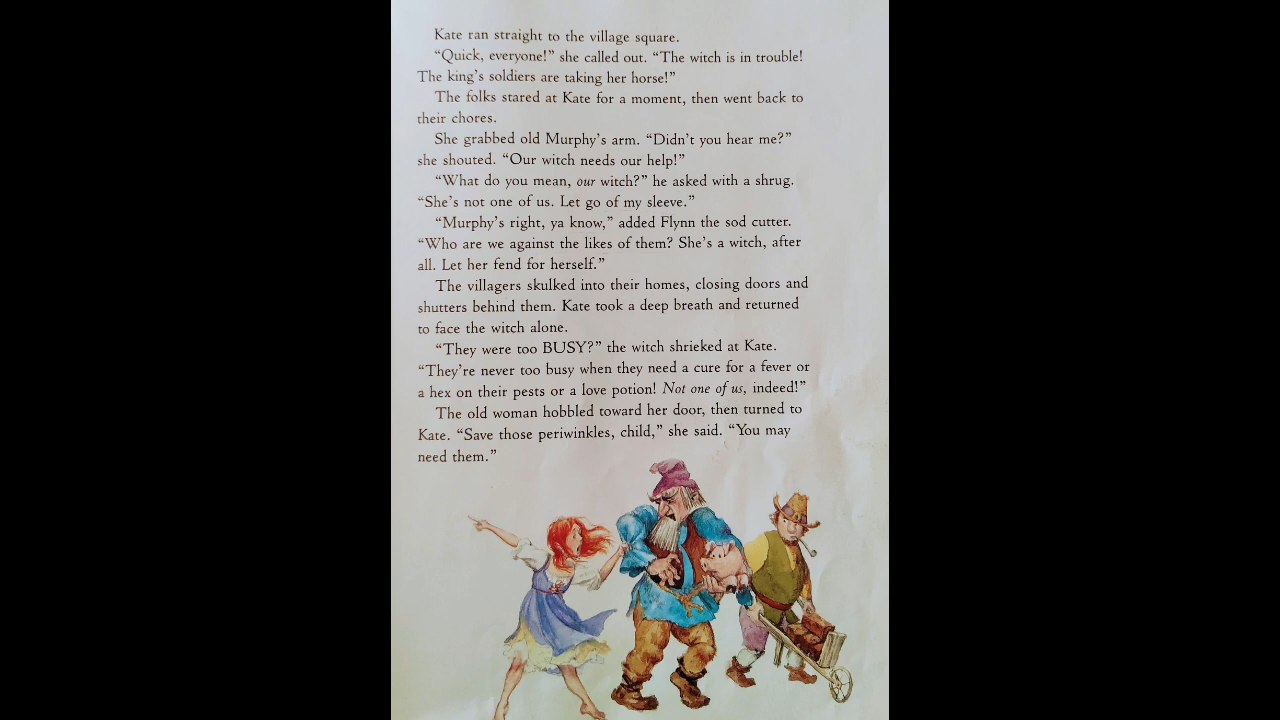 Kate ran straight to the village square.
“Quick, everyone!” she called out. “The witch is in trouble!
The king’s soldiers are taking her horse!”
The folks stared at Kate for a moment, then went back to
their chores.
She grabbed old Murphy’s arm. “Didn’t you hear me?”
she shouted. “Our witch needs our help!”
“What do you mean, our witch?” he asked with a shrug.
“She’s not one of us. Let go of my sleeve.”
“Murphy’s right, ya know,” added Flynn the sod cutter.
“Who are we against the likes of them? She’s a witch, after
all. Let her fend for herself.”
The villagers skulked into their homes, closing doors and
shutters behind them. Kate took a deep breath and returned
to face the witch alone.
“They were too BUSY?” the witch shrieked at Kate.
“They’re never too busy when they need a cure for a fever or
a hex on their pests or a love potion! Not one of us, indeed!”
The old woman hobbled toward her door, then turned to
Kate. “Save those periwinkles, child,” she said. “You may
need them.”